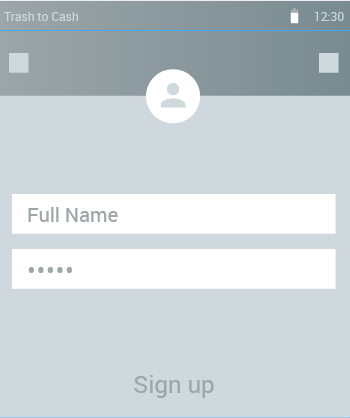 Trash to Cash 12:30
Full Name
•••••
Sign up